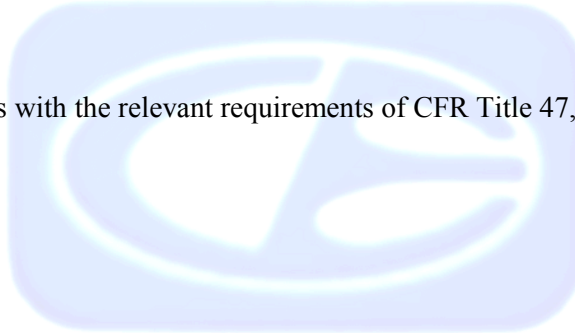 s with the relevant requirements of CFR Title 47,